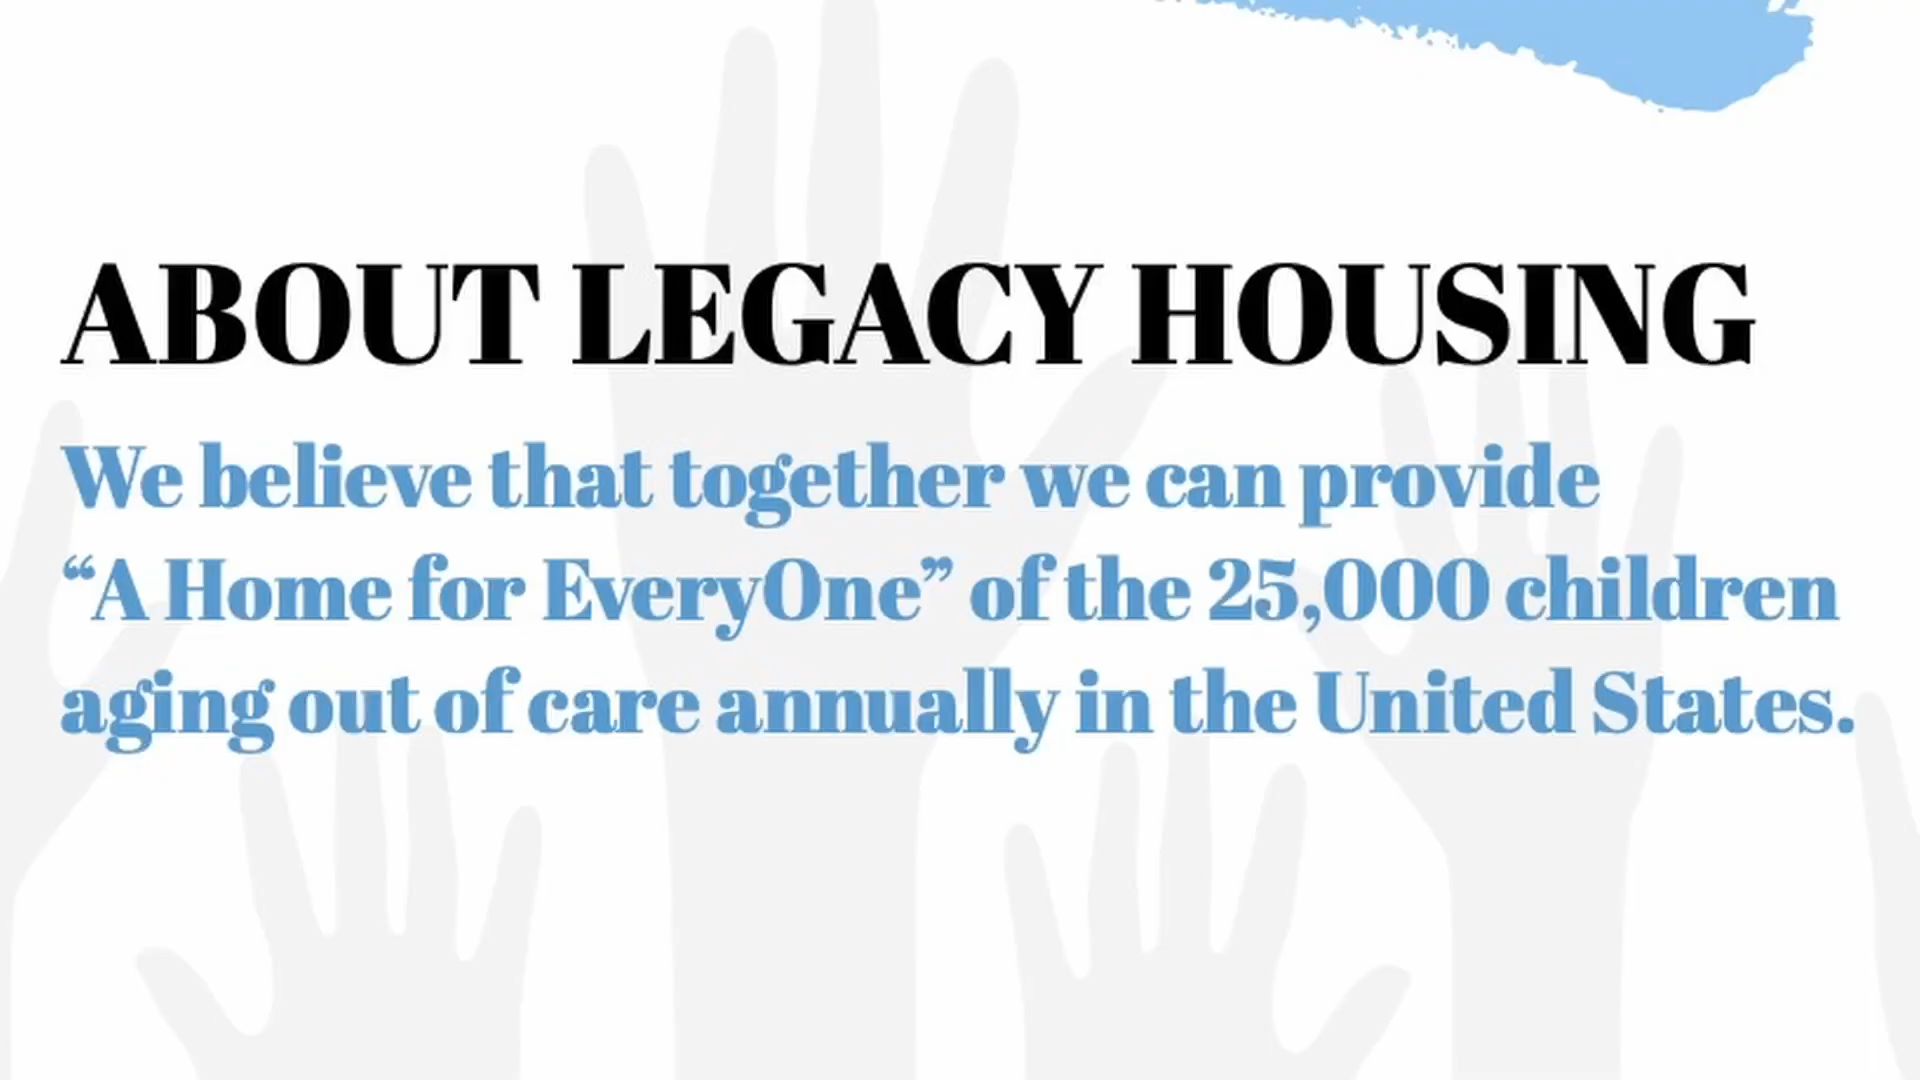 ABOUT LEGACY HOUSING
We believe that together we can provide
“A Home for EveryOne” of the 25,000 children
aging out of care annually in the United States.